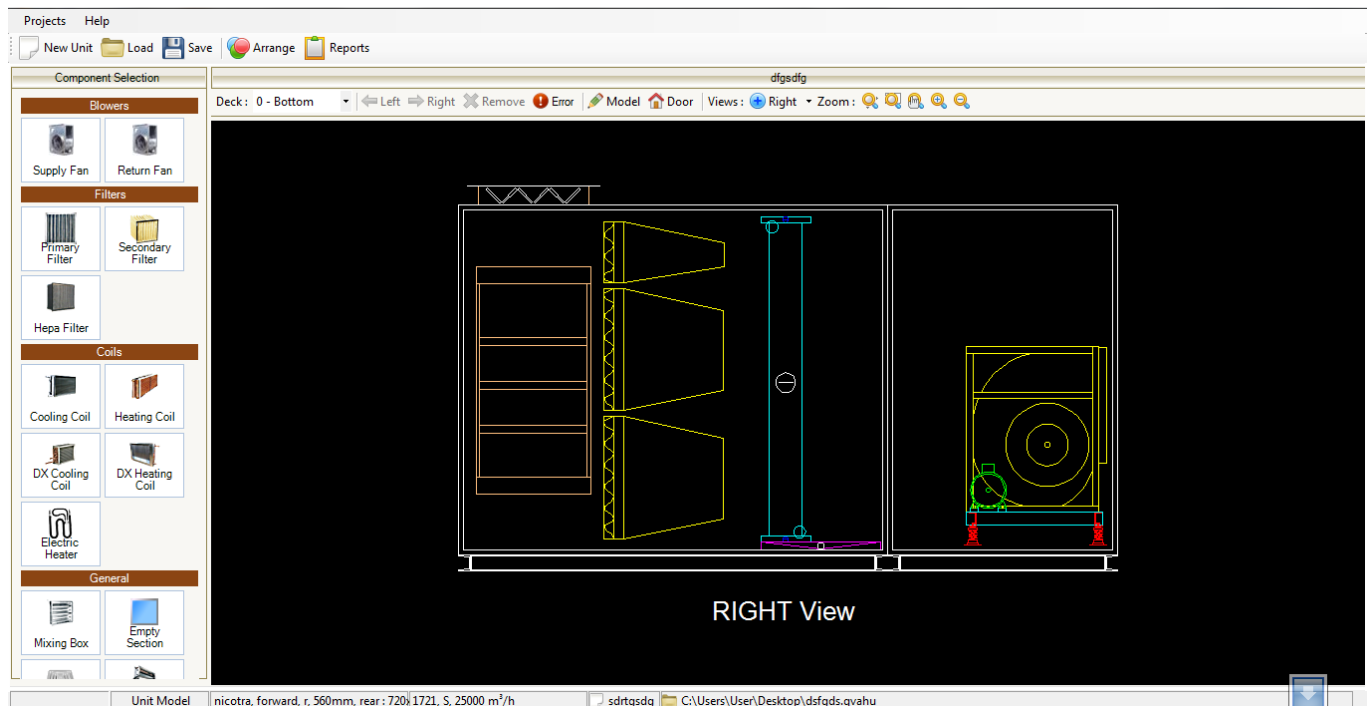 Projects Help
New Unit Load Save Arrange Reports
Component Selection
dfgsdfg
Blowers
Deck : 0 - Bottom Left Right Remove Error Model Door Views : Right Zoom :
Supply Fan Return Fan
Filters
Primary Filter
Secondary Filter
Hepa Filter
Coils
Cooling Coil Heating Coil
DX Cooling Coil
DX Heating Coil
Electric Heater
General
Mixing Box
Empty Section
RIGHT View
Unit Model nicotra, forward, r, 560mm, rear : 720x 1721, S, 25000 m³/h sdrtgsdg C:\Users\User\Desktop\dsfgds.gvahu